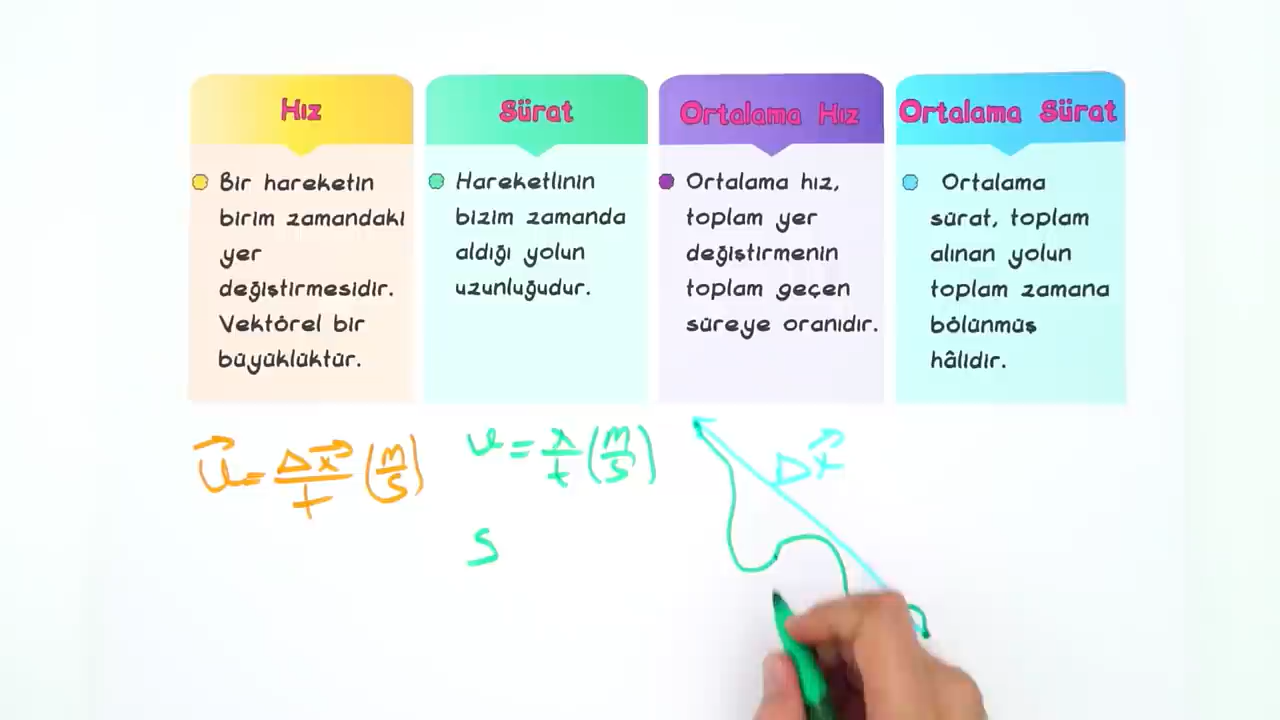 Hız
Bir hareketin
birim zamandaki
yer
değiştirmesidir.
Vektörel bir
büyüklüktür.
Sürat
Hareketlinin
bizim zamanda
aldığı yolun
uzunluğudur.
Ortalama Hız
Ortalama hız,
toplam yer
değiştirmenin
toplam geçen
süreye oranıdır.
Ortalama Sürat
Ortalama
sürat, toplam
alınan yolun
toplam zamana
bölünmüş
hâlidir.
v⃗ = Δx⃗/t (m/s)
v = x/t (m/s)
S
Δx⃗